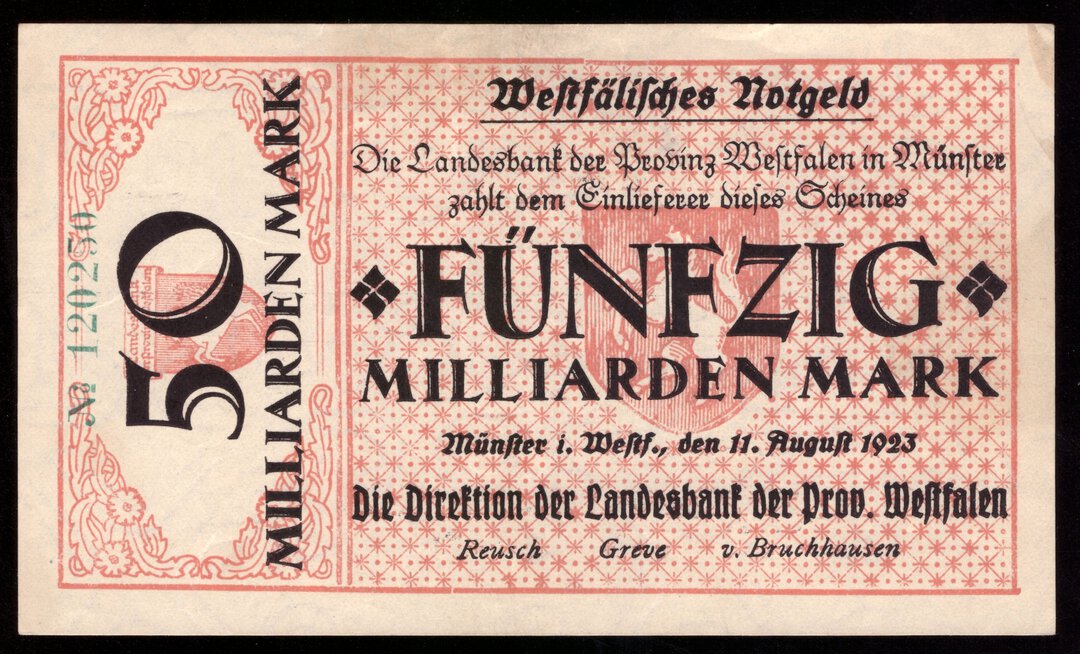 № 120250
50
MILLIARDEN MARK
Westfälisches Notgeld
Die Landesbank der Provinz Westfalen in Münster
zahlt dem Einlieferer dieses Scheines
FÜNFZIG
MILLIARDEN MARK
Münster i. Westf., den 11. August 1923
Die Direktion der Landesbank der Prov. Westfalen
Reusch Greve v. Bruchhausen